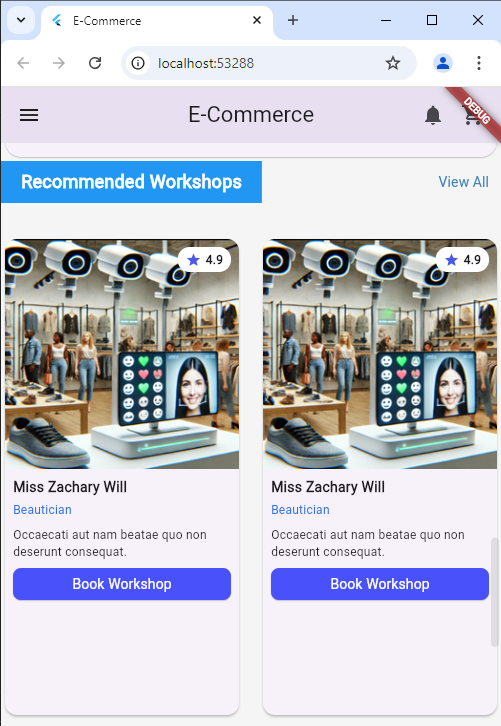 E-Commerce
localhost:53288
E-Commerce
DEBUG
Recommended Workshops
View All
4.9
4.9
Miss Zachary Will
Miss Zachary Will
Beautician
Beautician
Occaecati aut nam beatae quo non
deserunt consequat.
Occaecati aut nam beatae quo non
deserunt consequat.
Book Workshop
Book Workshop